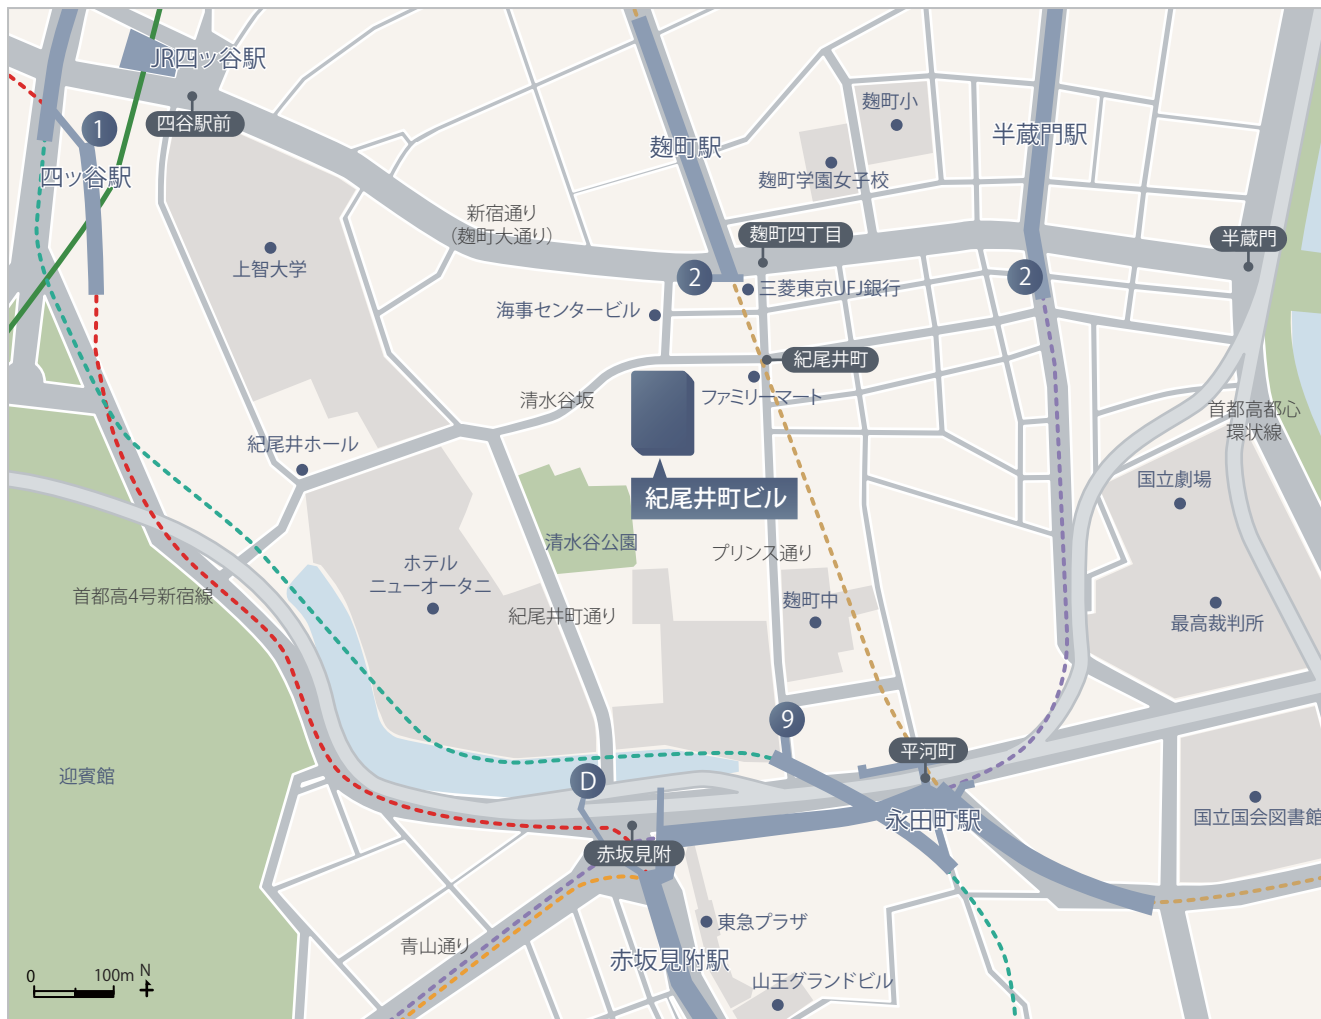 JR四ッ谷駅
四谷駅前
1
四ッ谷駅
麹町駅
麹町小
麹町学園女子校
半蔵門駅
新宿通り
(麹町大通り)
麹町四丁目
半蔵門
上智大学
2
三菱東京UFJ銀行
2
海事センタービル
紀尾井町
清水谷坂
ファミリーマート
首都高都心
環状線
紀尾井ホール
紀尾井町ビル
国立劇場
清水谷公園
プリンス通り
ホテル
ニューオータニ
首都高4号新宿線
紀尾井町通り
麹町中
最高裁判所
9
平河町
迎賓館
D
永田町駅
国立国会図書館
赤坂見附
東急プラザ
青山通り
赤坂見附駅
山王グランドビル
0 100m N